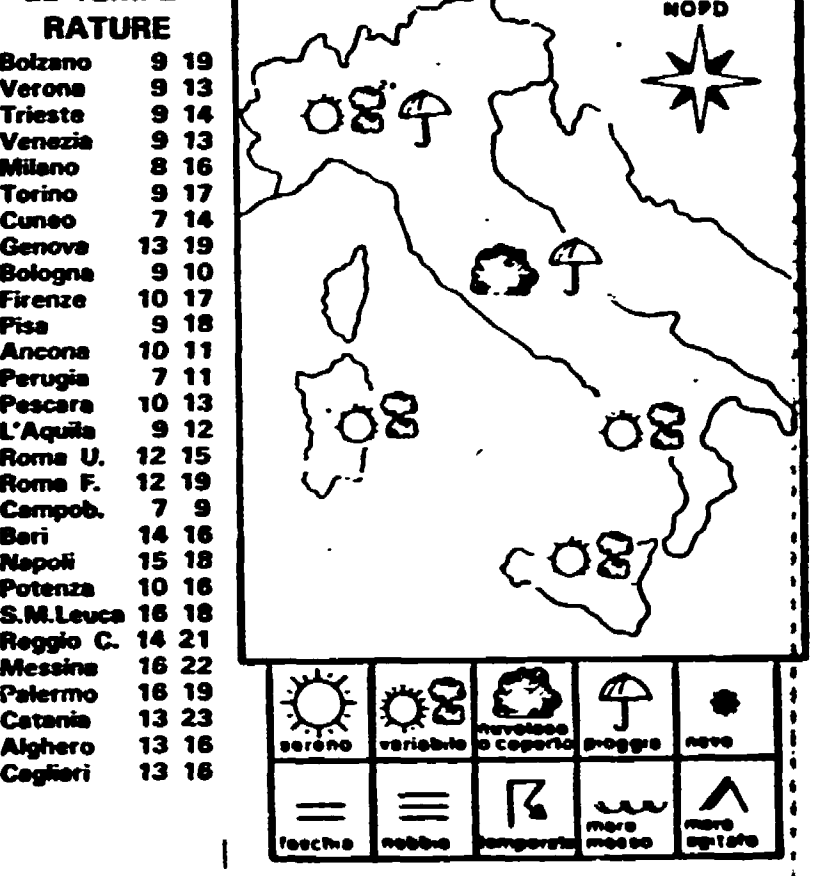 RATURE
Bolzano 9 19
Verona 9 13
Trieste 9 14
Venezia 9 13
Milano 8 16
Torino 9 17
Cuneo 7 14
Genova 13 19
Bologna 9 10
Firenze 10 17
Pisa 9 18
Ancona 10 11
Perugia 7 11
Pescara 10 13
L'Aquila 9 12
Roma U. 12 15
Roma F. 12 19
Campob. 7 9
Bari 14 16
Napoli 15 18
Potenza 10 16
S.M.Leuca 16 18
Reggio C. 14 21
Messina 16 22
Palermo 16 19
Catania 13 23
Alghero 13 16
Cagliari 13 16
NORD
sereno
variabile
nuvoloso
o coperto
pioggia
neve
foschia
nebbia
temporale
mare
mosso
mare
agitato